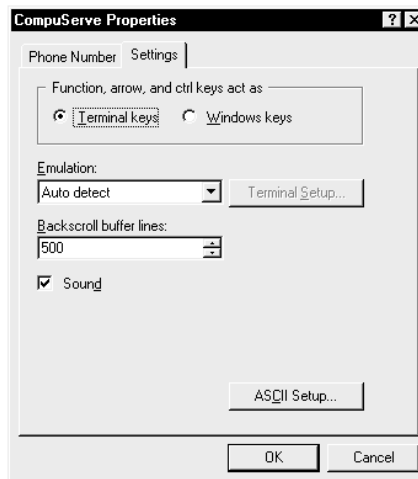 CompuServe Properties
Phone Number Settings
Function, arrow, and ctrl keys act as
Terminal keys Windows keys
Emulation:
Auto detect Terminal Setup...
Backscroll buffer lines:
500
Sound
ASCII Setup...
OK Cancel